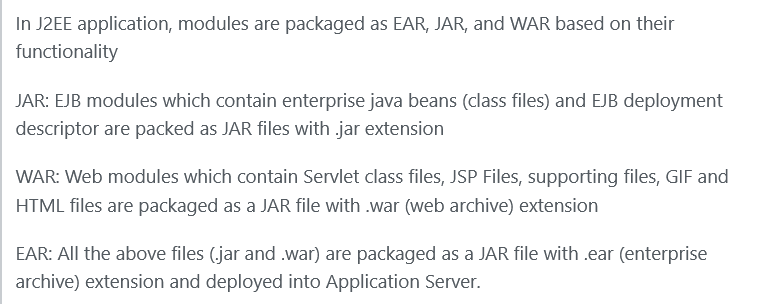 In J2EE application, modules are packaged as EAR, JAR, and WAR based on their
functionality
JAR: EJB modules which contain enterprise java beans (class files) and EJB deployment
descriptor are packed as JAR files with .jar extension
WAR: Web modules which contain Servlet class files, JSP Files, supporting files, GIF and
HTML files are packaged as a JAR file with .war (web archive) extension
EAR: All the above files (.jar and .war) are packaged as a JAR file with .ear (enterprise
archive) extension and deployed into Application Server.